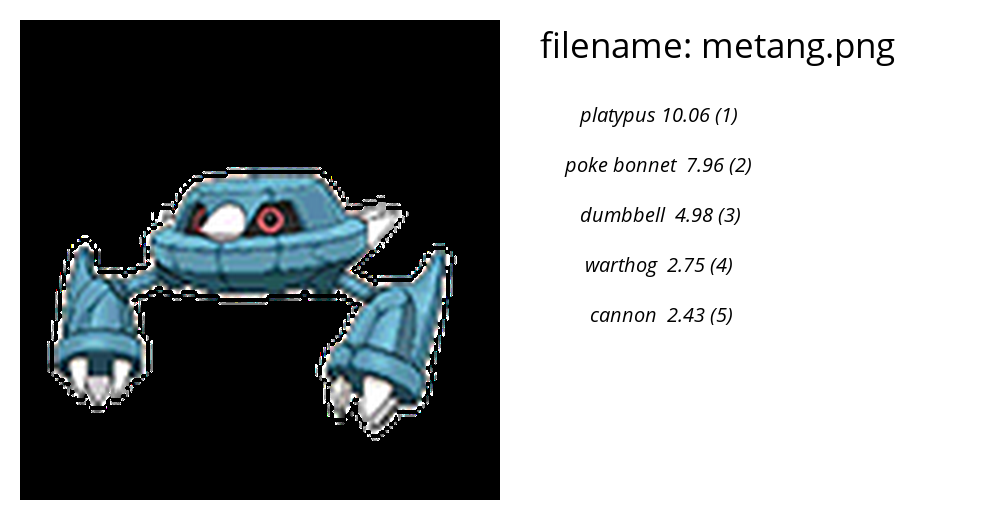 filename: metang.png
platypus 10.06 (1)
poke bonnet 7.96 (2)
dumbbell 4.98 (3)
warthog 2.75 (4)
cannon 2.43 (5)